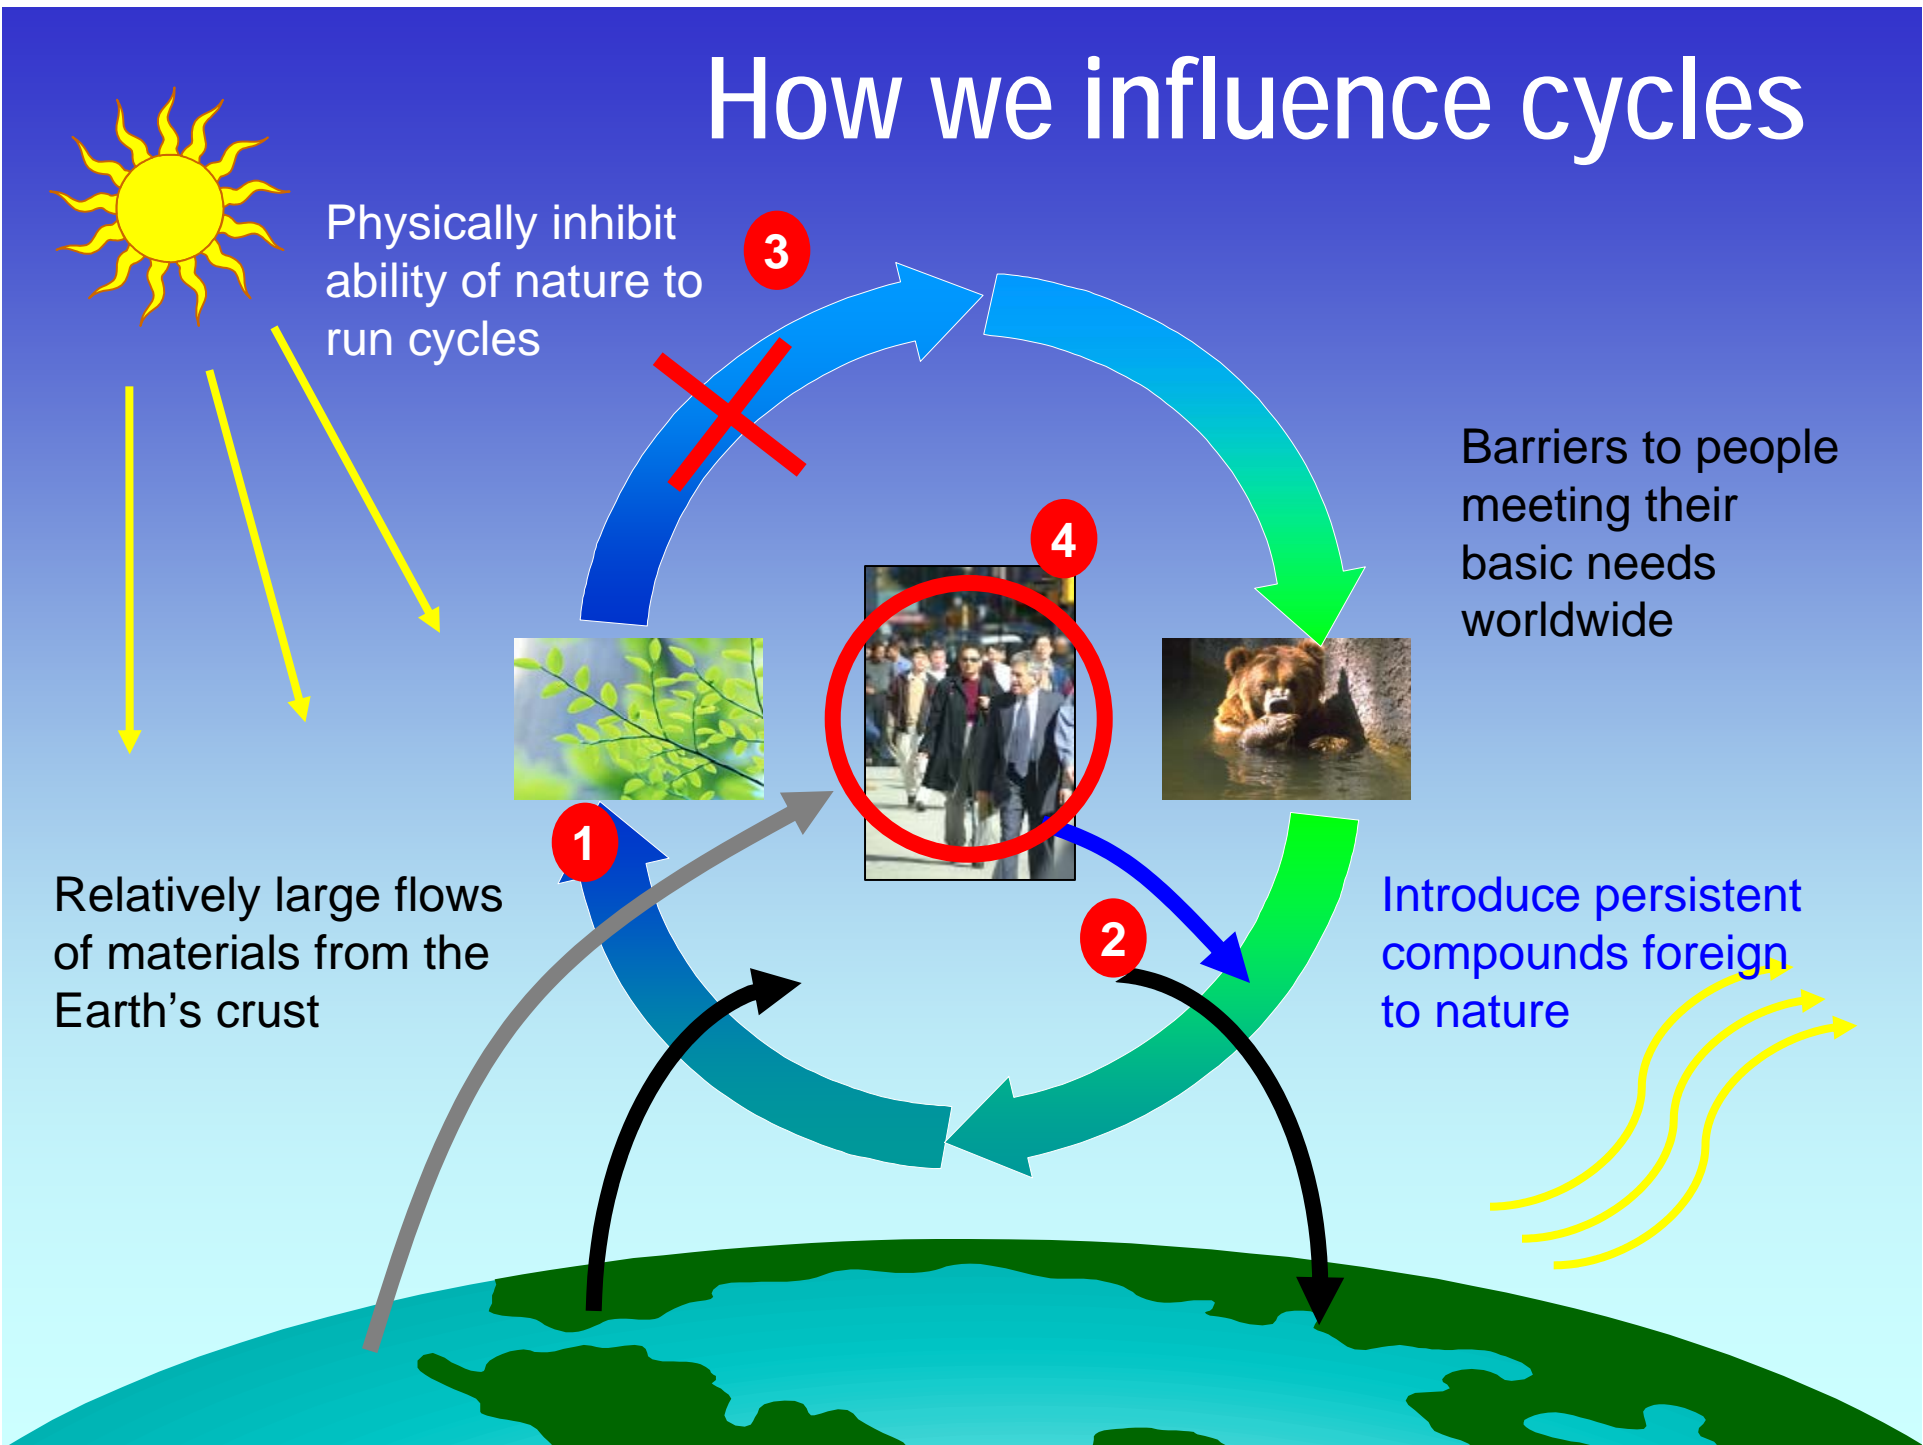 How we influence cycles
Physically inhibit
ability of nature to
run cycles
3
Barriers to people
meeting their
basic needs
worldwide
4
1
Relatively large flows
of materials from the
Earth's crust
2
Introduce persistent
compounds foreign
to nature